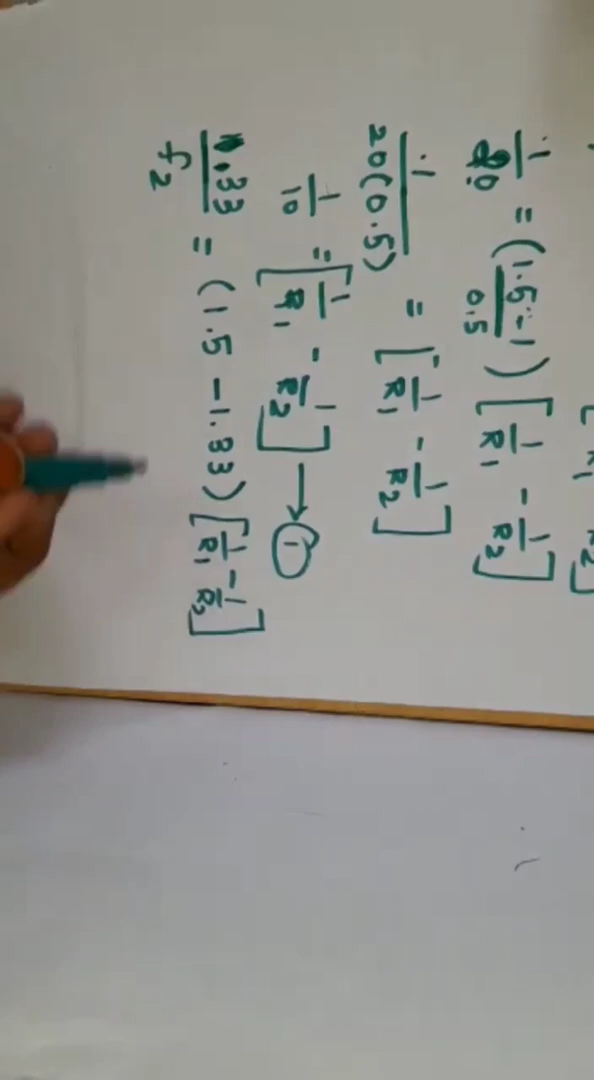 1/20 = (1.5-1)/0.5 [1/R1 - 1/R2]
1/20(0.5) = [1/R1 - 1/R2]
1/10 = [1/R1 - 1/R2] → 1
1.33/f2 = (1.5 - 1.33) [1/R1 - 1/R2]